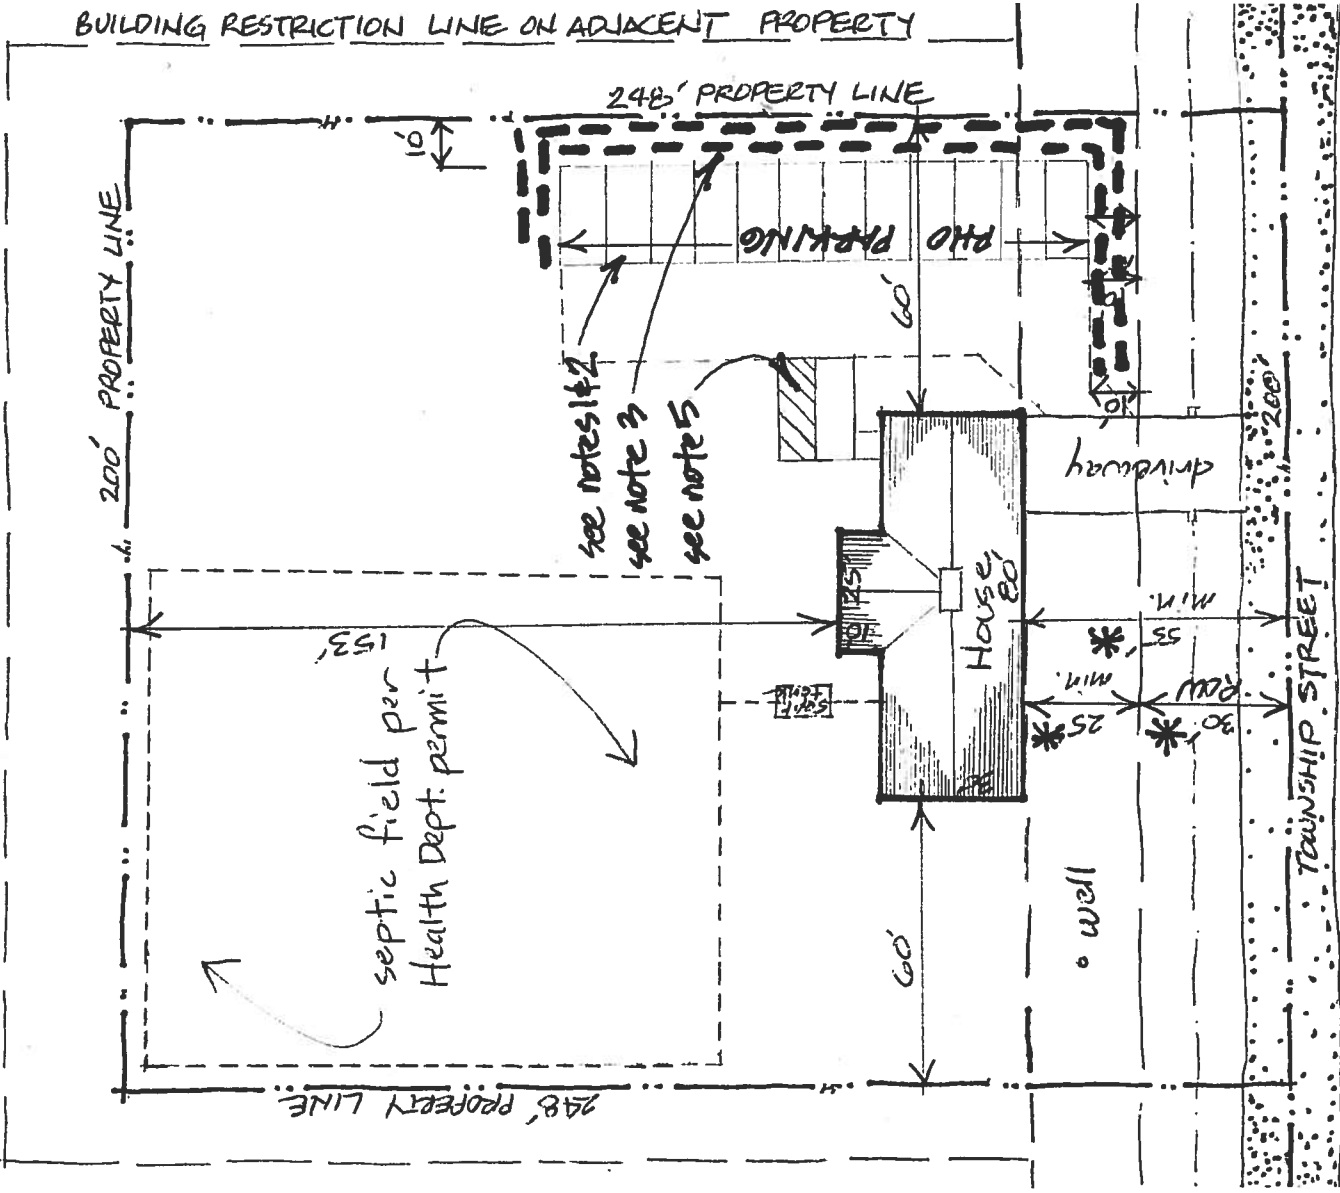 BUILDING RESTRICTION LINE ON ADJACENT PROPERTY
248' PROPERTY LINE
10'
200' PROPERTY LINE
PHO PARKING
60'
10'
see notes 1 & 2
see note 3
see note 5
driveway
200'
25'
10'
House
80'
55'
min.
153'
septic tank
25'
min.
30'
ROW
septic field per
Health Dept. permit
well
60'
TOWNSHIP STREET
248' PROPERTY LINE